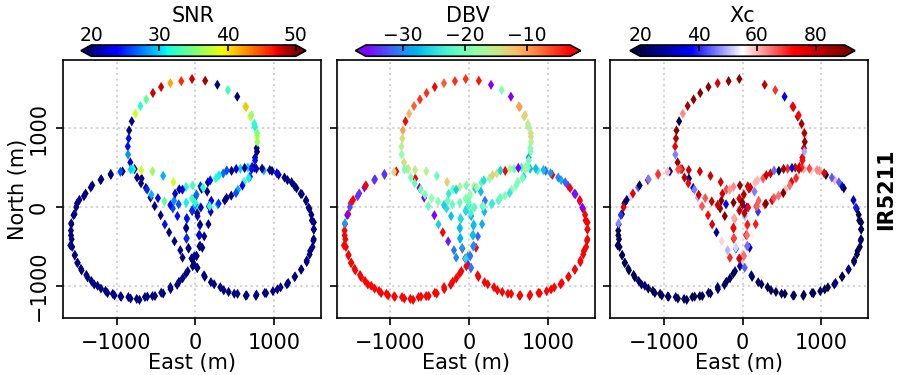 SNR DBV Xc
20 30 40 50 −30 −20 −10 20 40 60 80
North (m)
1000
0
−1000
−1000 0 1000 −1000 0 1000 −1000 0 1000
East (m) East (m) East (m)
IR5211